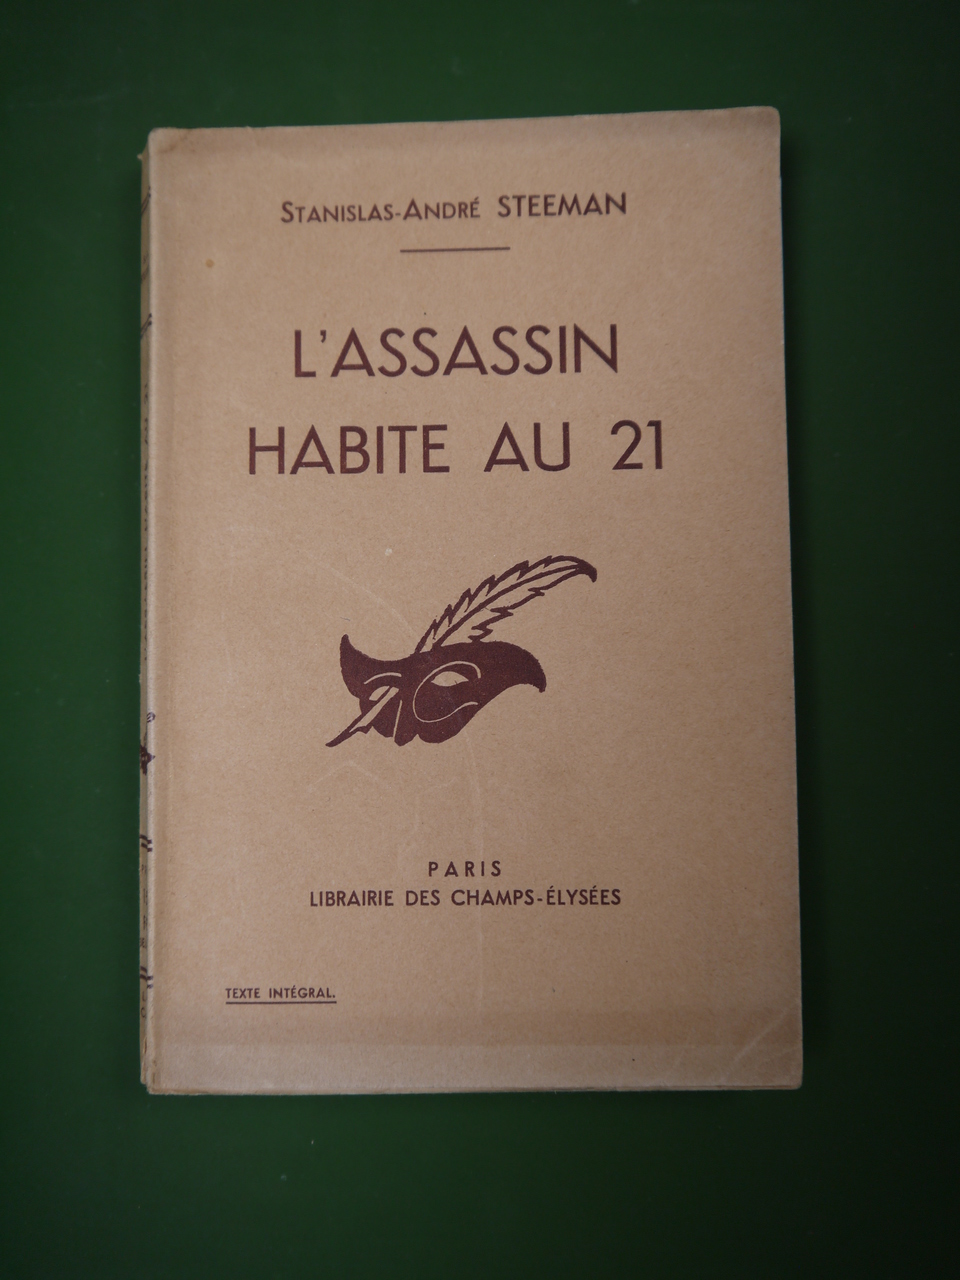 STANISLAS-ANDRÉ STEEMAN
L'ASSASSIN
HABITE AU 21
PARIS
LIBRAIRIE DES CHAMPS-ÉLYSÉES
TEXTE INTÉGRAL.